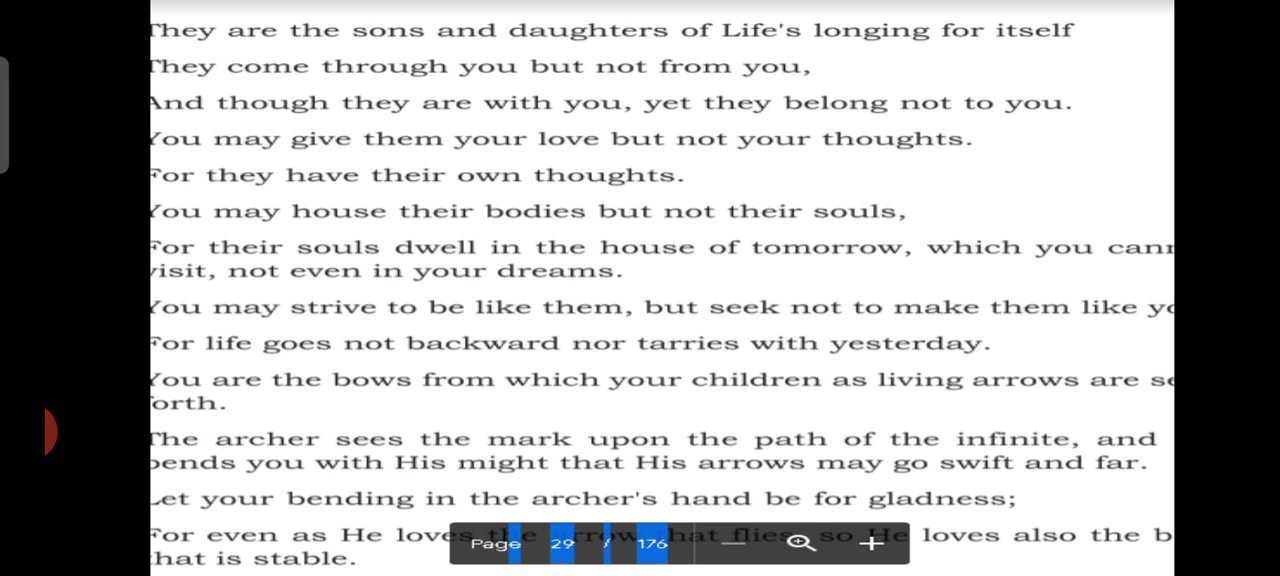 They are the sons and daughters of Life's longing for itself
They come through you but not from you,
And though they are with you, yet they belong not to you.
You may give them your love but not your thoughts.
For they have their own thoughts.
You may house their bodies but not their souls,
For their souls dwell in the house of tomorrow, which you
visit, not even in your dreams.
You may strive to be like them, but seek not to make them like
For life goes not backward nor tarries with yesterday.
You are the bows from which your children as living arrows are
forth.
The archer sees the mark upon the path of the infinite, and
bends you with His might that His arrows may go swift and far.
Let your bending in the archer's hand be for gladness;
For even as He loves the arrow that flies, so He loves also the
that is stable.
Page 29 / 176